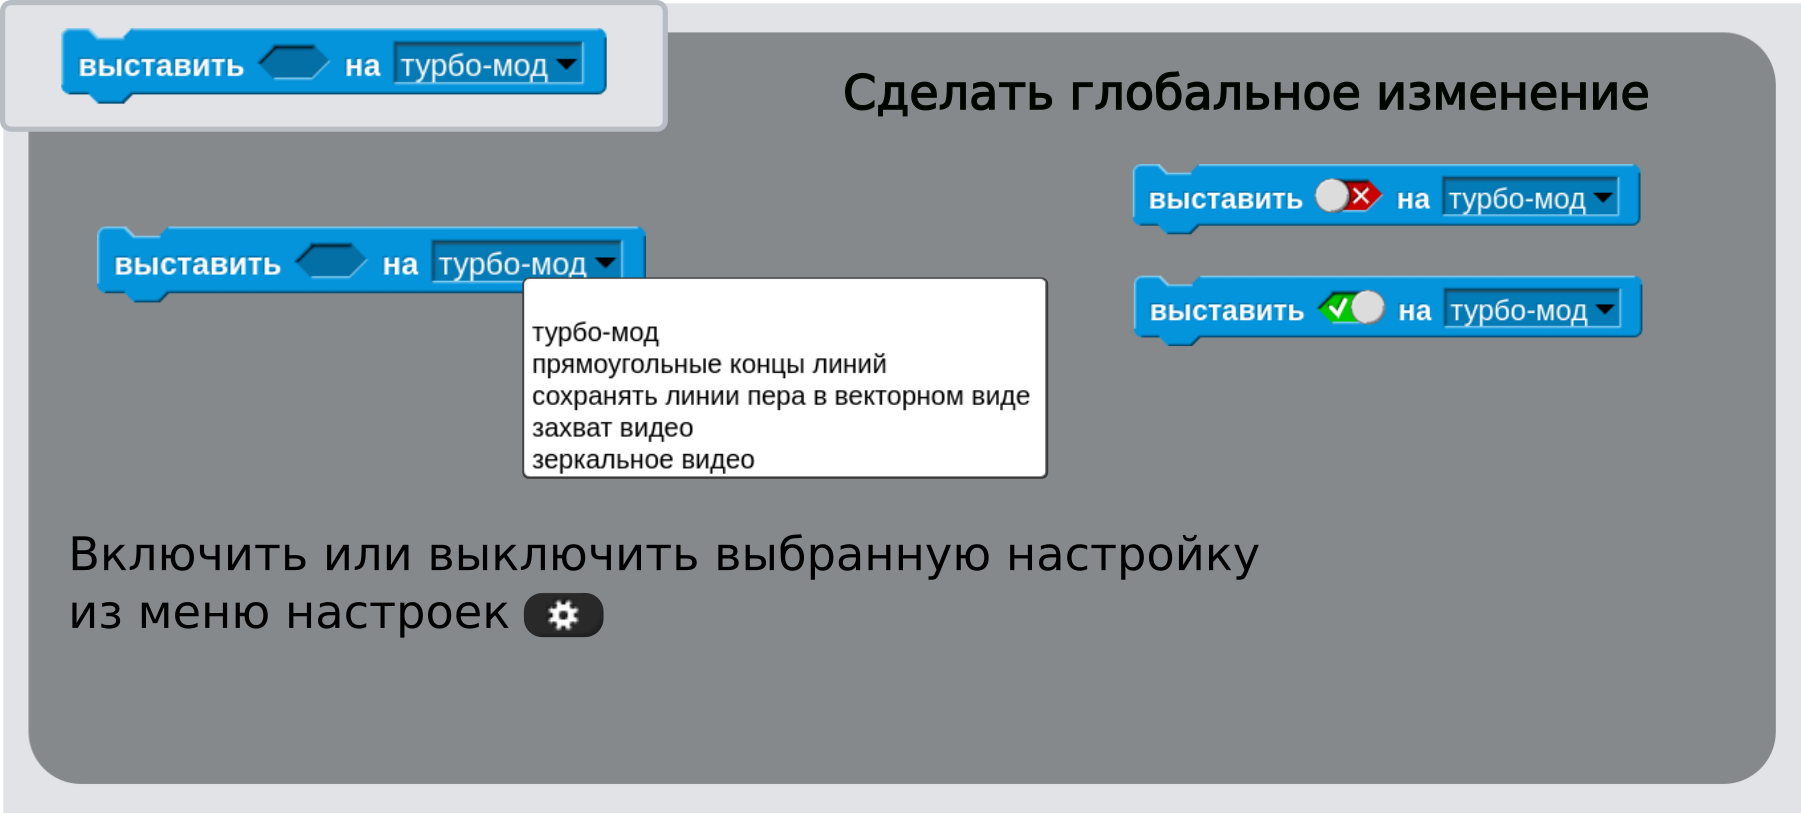 выставить на турбо-мод
Сделать глобальное изменение
выставить на турбо-мод
турбо-мод
прямоугольные концы линий
сохранять линии пера в векторном виде
захват видео
зеркальное видео
выставить на турбо-мод
выставить на турбо-мод
Включить или выключить выбранную настройку
из меню настроек